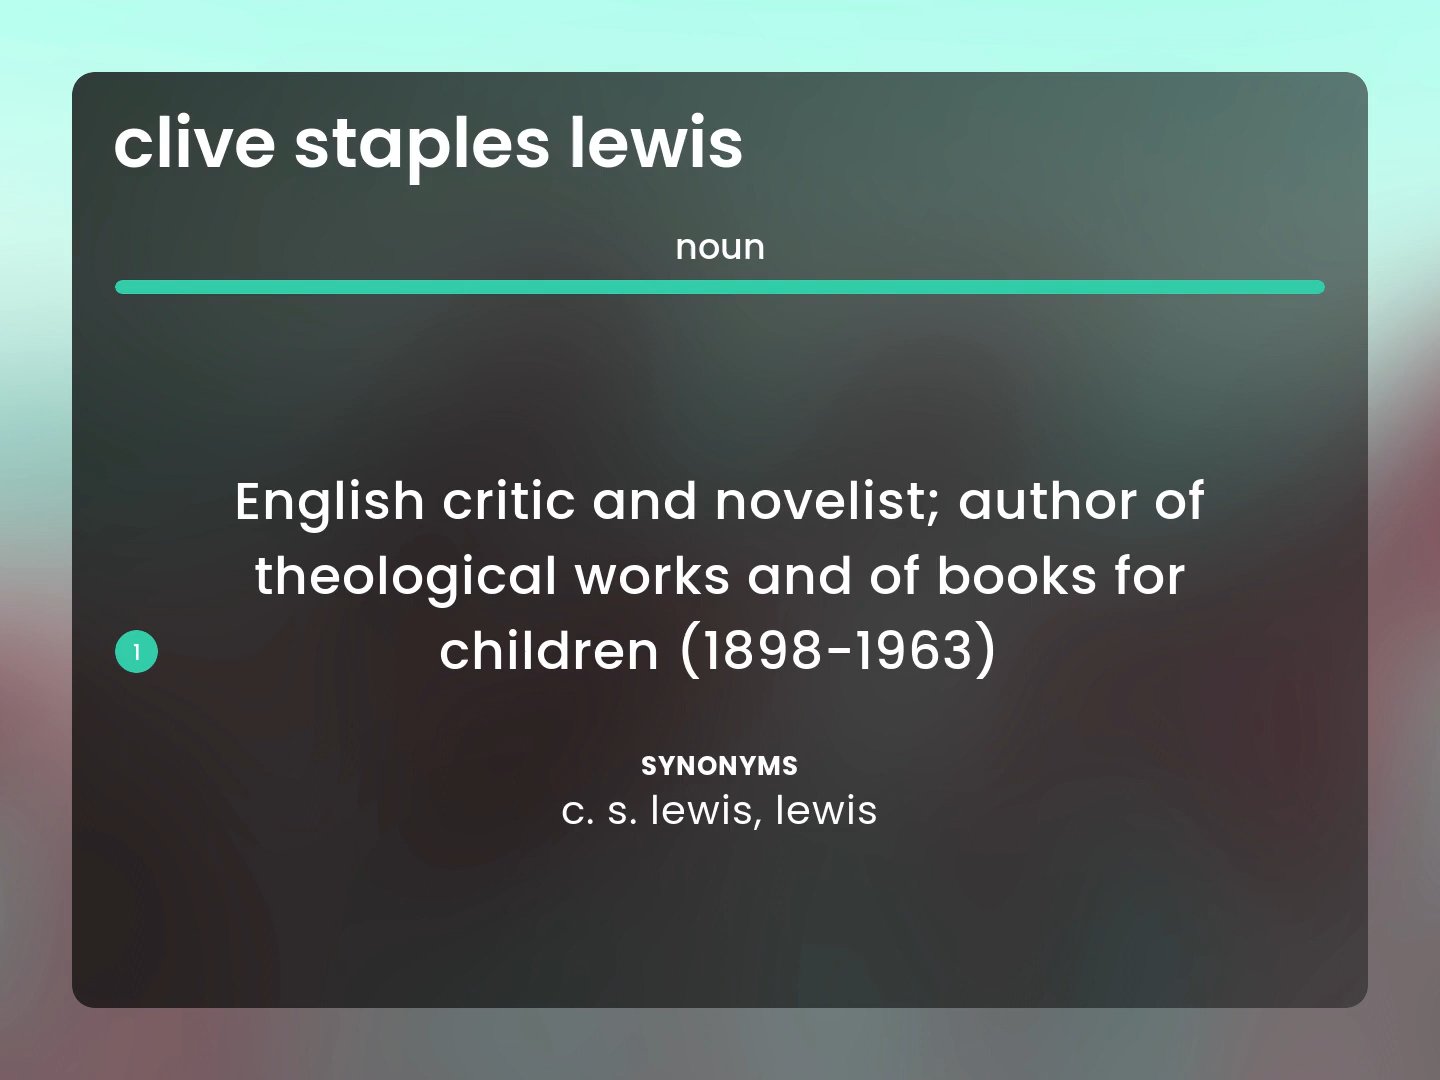 clive staples lewis
noun
English critic and novelist; author of
theological works and of books for
1 children (1898-1963)
SYNONYMS
c. s. lewis, lewis